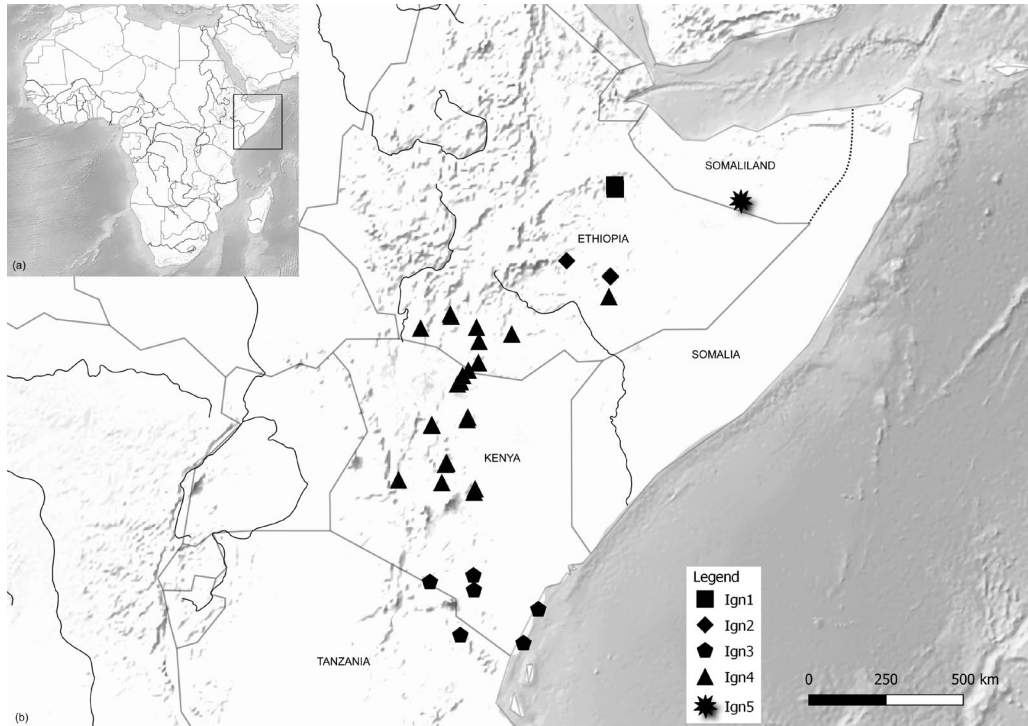 (a)
SOMALILAND
ETHIOPIA
SOMALIA
KENYA
TANZANIA
Legend
Ign1
Ign2
Ign3
Ign4
Ign5
0 250 500 km
(b)